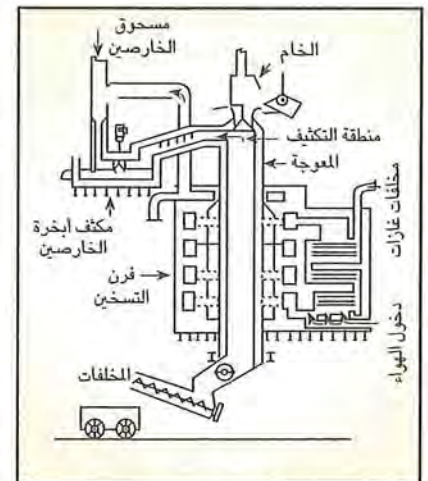 مسحوق
الخارصين
الخام
منطقة التكثيف
المعوجة
مخلفات غازات
مكثف أبخرة
الخارصين
فرن
التسخين
دخول الهواء
المخلفات